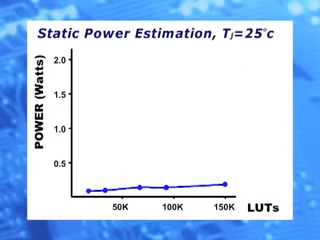 Static Power Estimation, Tj=25°c
POWER (Watts)
2.0
1.5
1.0
0.5
50K 100K 150K LUTs